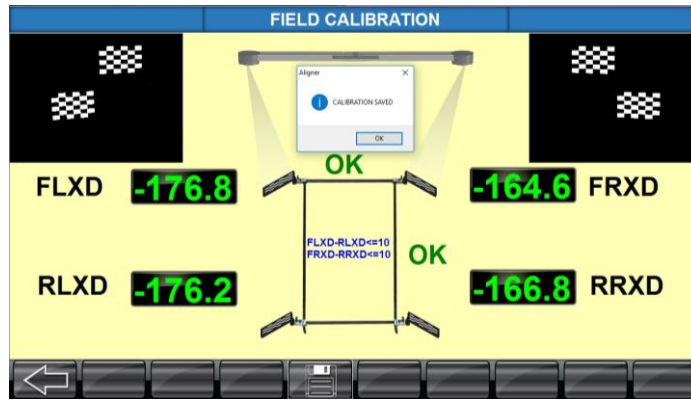 FIELD CALIBRATION
Aligner
CALIBRATION SAVED
OK
OK
FLXD -176.8
-164.6 FRXD
FLXD-RLXD<=10
FRXD-RRXD<=10
OK
RLXD -176.2
-166.8 RRXD